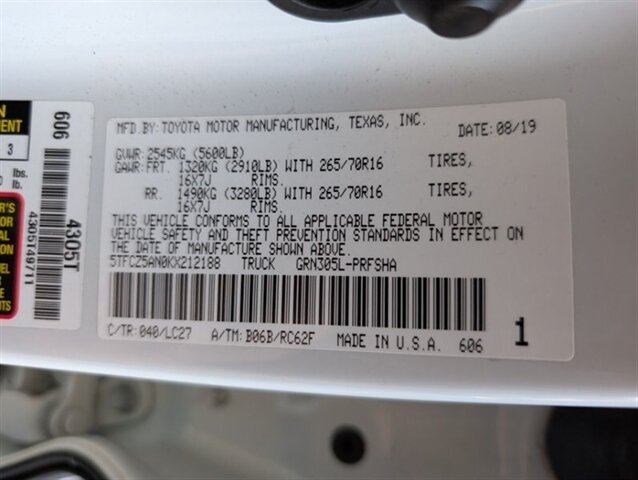 MFD.BY:TOYOTA MOTOR MANUFACTURING, TEXAS, INC. DATE:08/19
GVWR:2545KG (5600LB)
GAWR:FRT. 1320KG (2910LB) WITH 265/70R16 TIRES,
16X7J RIMS.
RR. 1490KG (3280LB) WITH 265/70R16 TIRES,
16X7J RIMS.
THIS VEHICLE CONFORMS TO ALL APPLICABLE FEDERAL MOTOR
VEHICLE SAFETY AND THEFT PREVENTION STANDARDS IN EFFECT
ON THE DATE OF MANUFACTURE SHOWN ABOVE.
5TFCZ5AN0KX212188 TRUCK GRN305L-PRFSHA
C/TR:040/LC27 A/TM:B06B/RC62F MADE IN U.S.A. 606
1
3
lbs.
lbs.
606
4305T
4305T49711